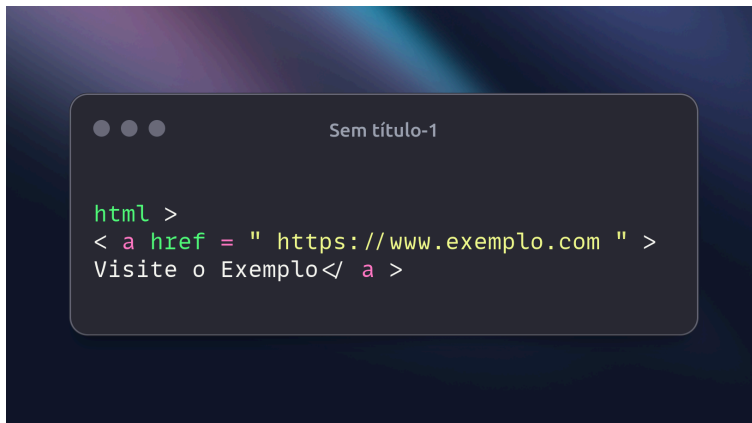 Sem título-1
html >
< a href = " https://www.exemplo.com " >
Visite o Exemplo</ a >